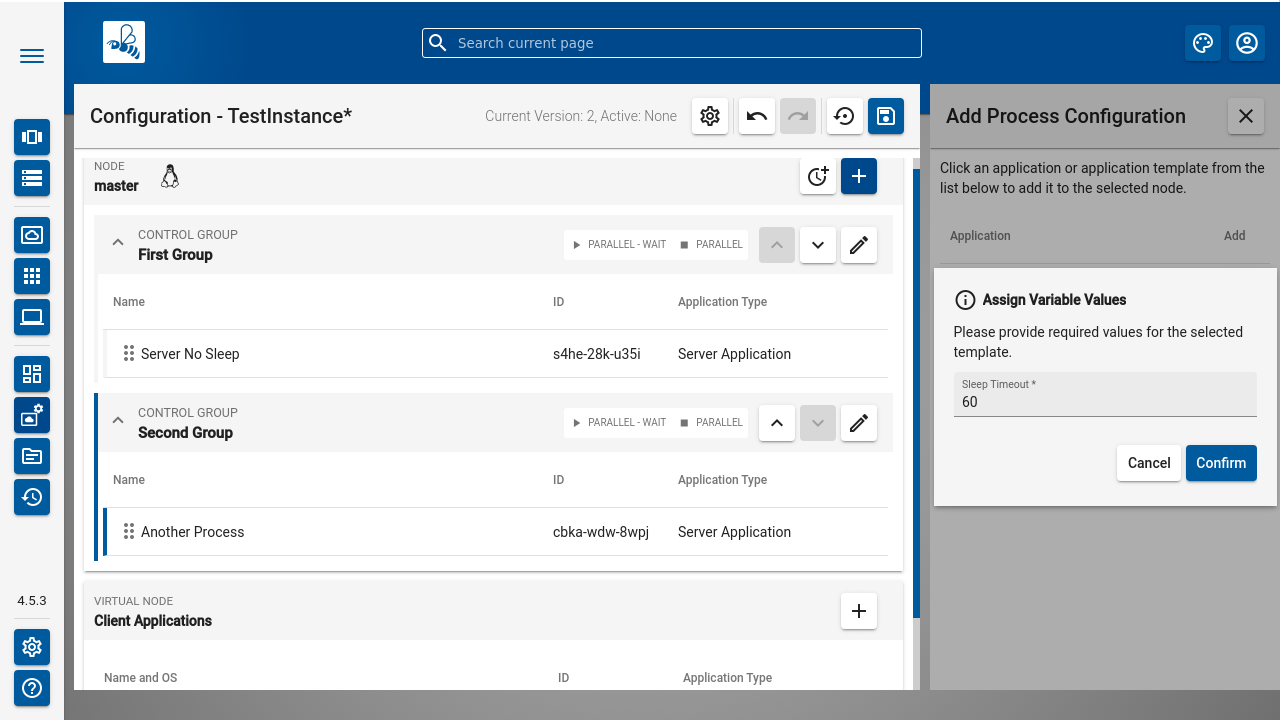 Search current page
Configuration - TestInstance*
Current Version: 2, Active: None
Add Process Configuration
Click an application or application template from the
list below to add it to the selected node.
Application
Add
NODE
master
CONTROL GROUP
First Group
PARALLEL - WAIT
PARALLEL
Name
ID
Application Type
Server No Sleep
s4he-28k-u35i
Server Application
CONTROL GROUP
Second Group
PARALLEL - WAIT
PARALLEL
Name
ID
Application Type
Another Process
cbka-wdw-8wpj
Server Application
VIRTUAL NODE
Client Applications
Name and OS
ID
Application Type
Assign Variable Values
Please provide required values for the selected
template.
Sleep Timeout *
60
Cancel
Confirm
4.5.3